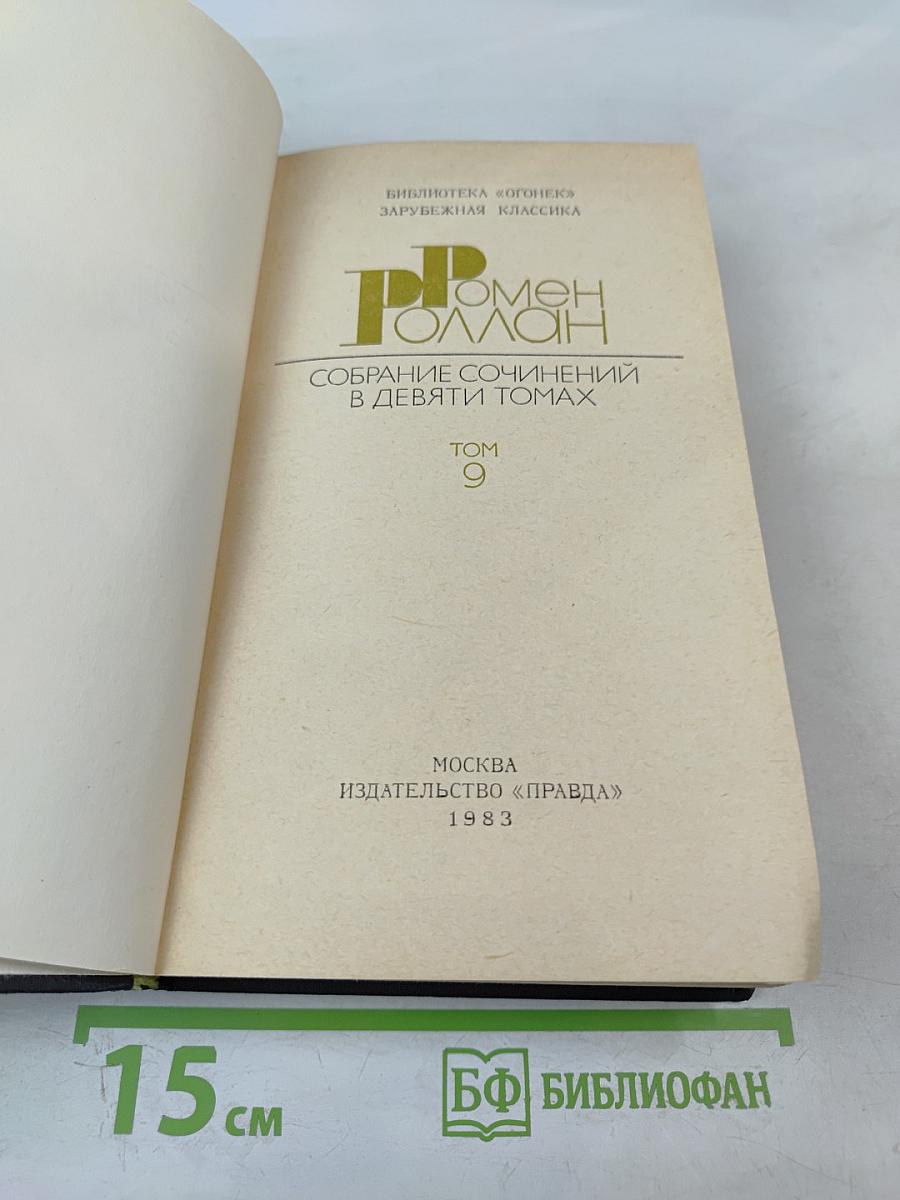 БИБЛИОТЕКА «ОГОНЕК»
ЗАРУБЕЖНАЯ КЛАССИКА
Ромен
Роллан
СОБРАНИЕ СОЧИНЕНИЙ
В ДЕВЯТИ ТОМАХ
ТОМ
9
МОСКВА
ИЗДАТЕЛЬСТВО «ПРАВДА»
1983
15 см
БФ БИБЛИОФАН